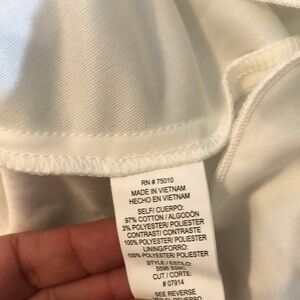 RN # 75010
MADE IN VIETNAM
HECHO EN VIETNAM
SELF/ CUERPO:
97% COTTON / ALGODÓN
3% POLYESTER/ POLIESTER
CONTRAST/ CONTRASTE
100% POLYESTER/ POLIESTER
LINING/FORRO:
100% POLYESTER/ POLIESTER
STYLE / ESTILO:
5596
CUT / CORTE:
# 07914
SEE REVERSE